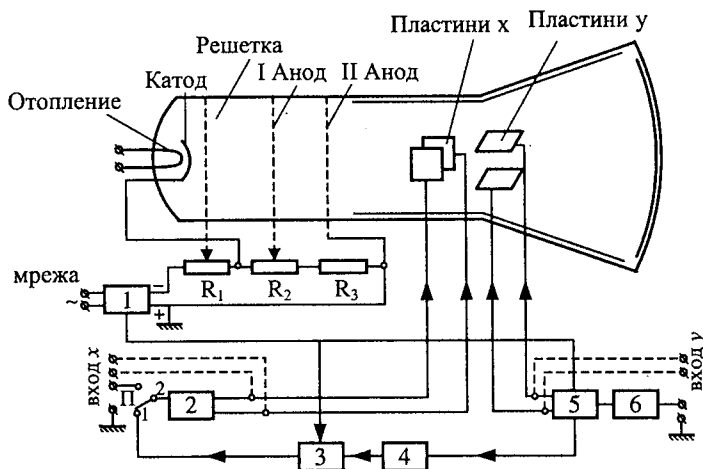 Пластини y
Пластини x
Решетка
I Анод
II Анод
Катод
Отопление
мрежа
~
1
−
+
R₁
R₂
R₃
вход x
П
1
2
2
3
4
5
6
вход y